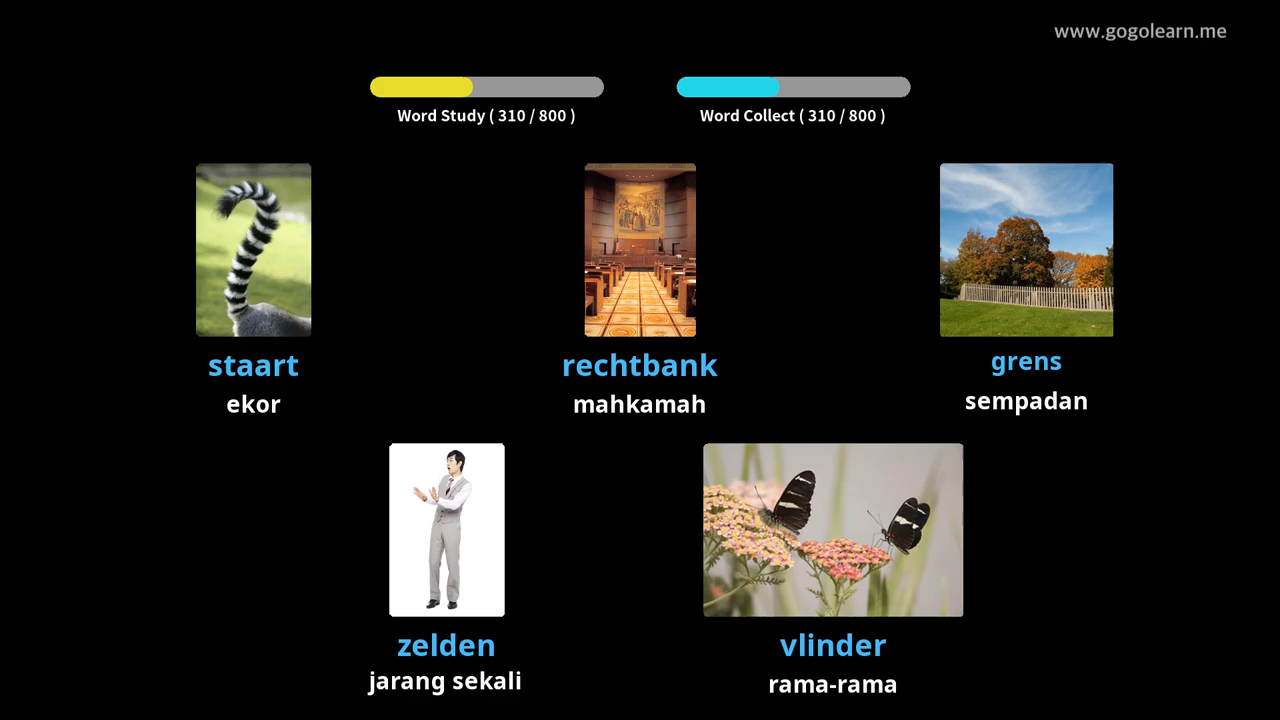 www.gogolearn.me
Word Study ( 310 / 800 )
Word Collect ( 310 / 800 )
staart
ekor
rechtbank
mahkamah
grens
sempadan
zelden
jarang sekali
vlinder
rama-rama